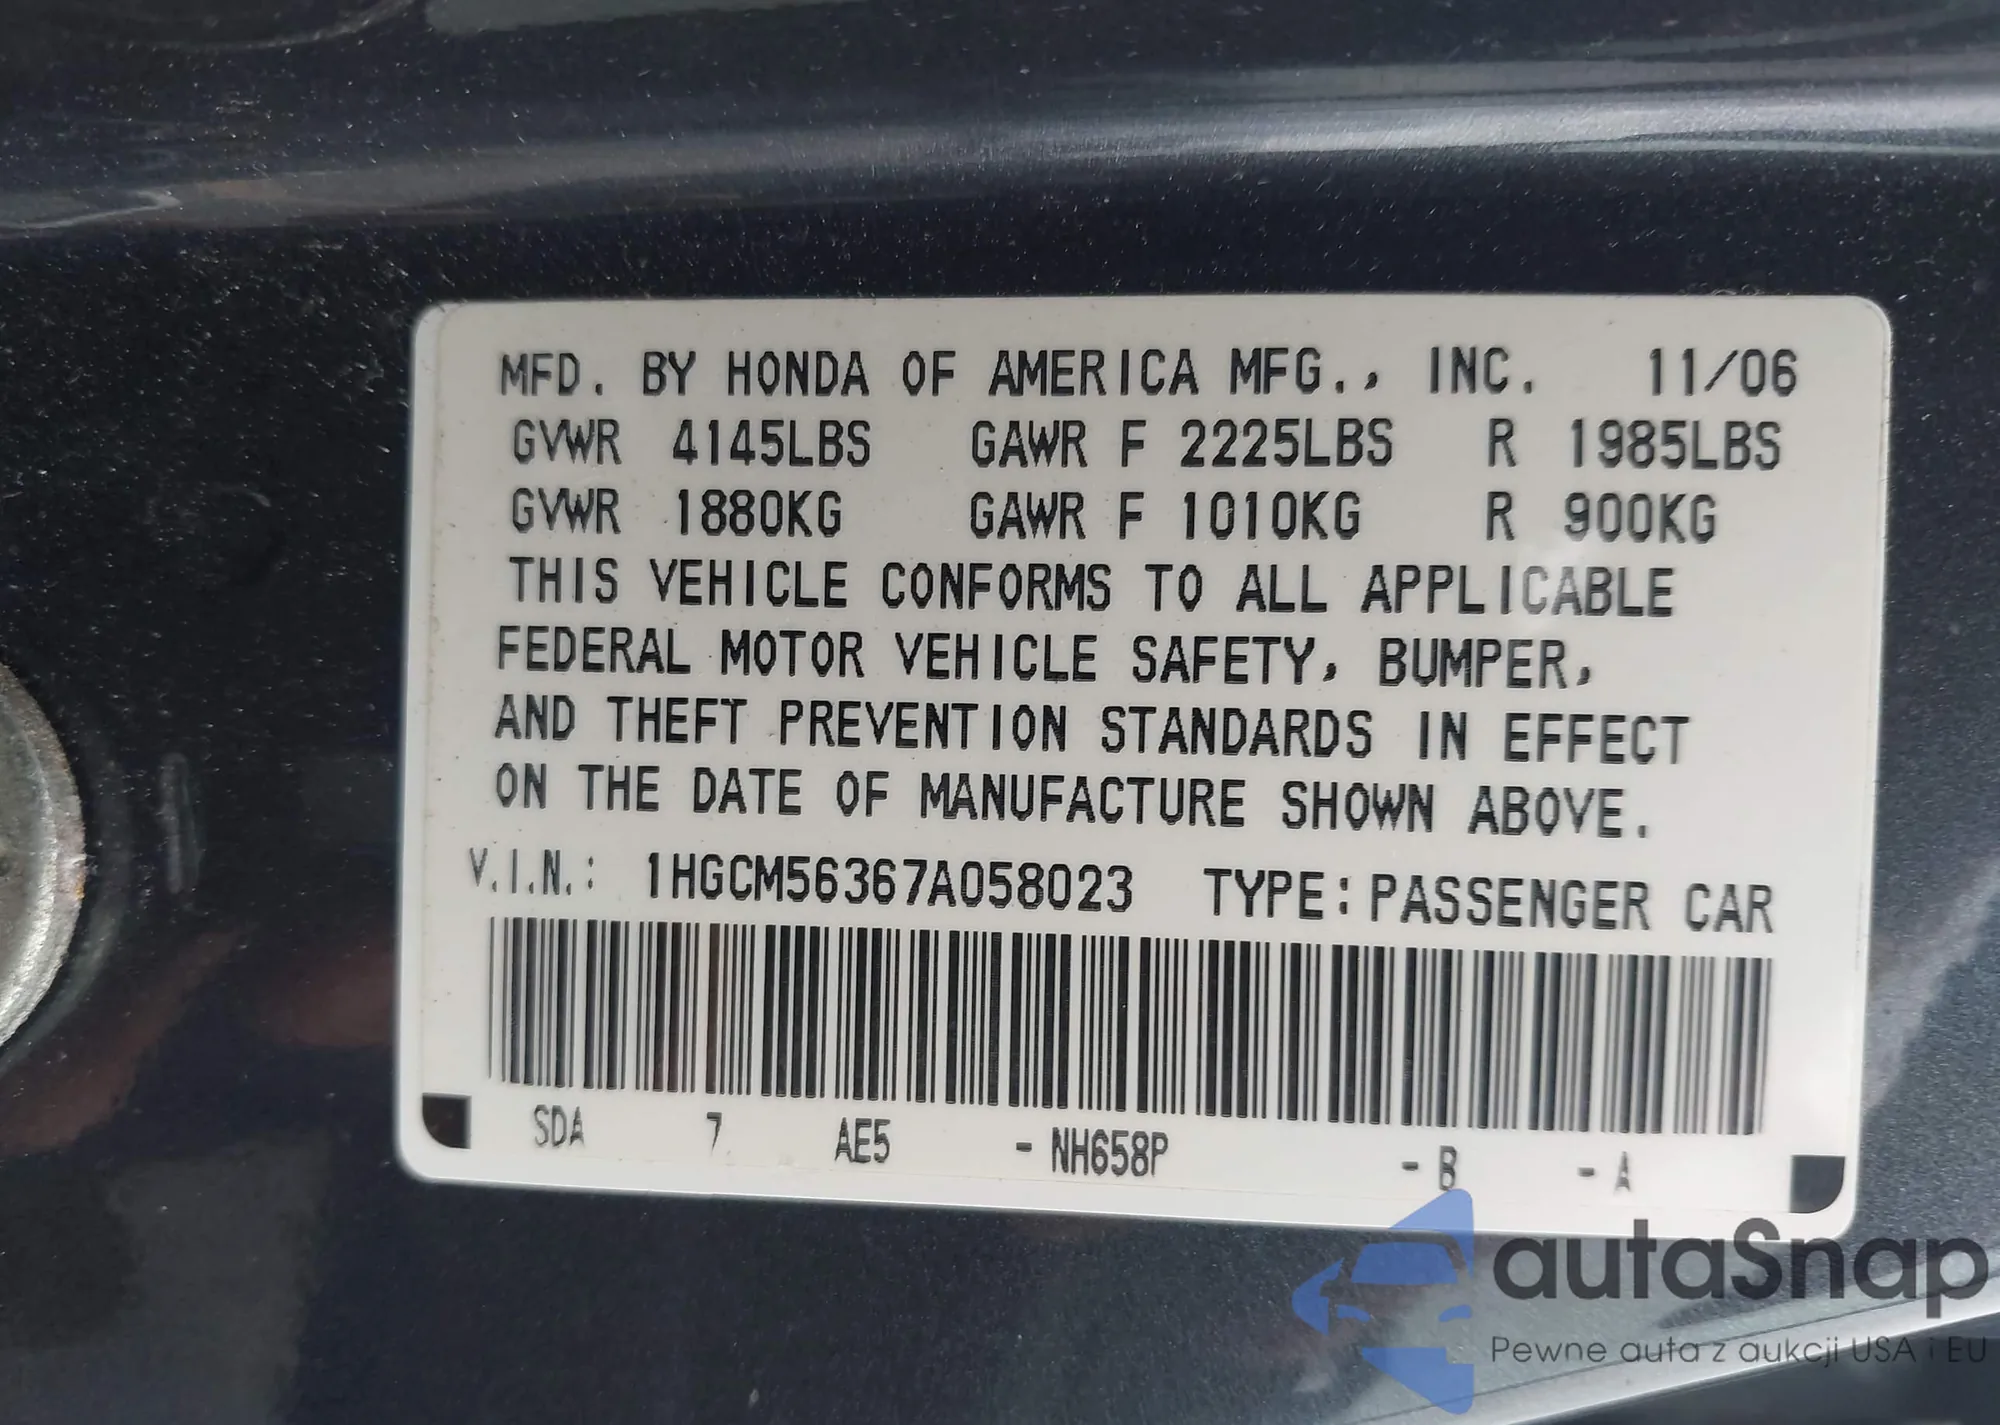 MFD. BY HONDA OF AMERICA MFG., INC. 11/06
GVWR 4145LBS GAWR F 2225LBS R 1985LBS
GVWR 1880KG GAWR F 1010KG R 900KG
THIS VEHICLE CONFORMS TO ALL APPLICABLE
FEDERAL MOTOR VEHICLE SAFETY, BUMPER,
AND THEFT PREVENTION STANDARDS IN EFFECT
ON THE DATE OF MANUFACTURE SHOWN ABOVE.
V.I.N.: 1HGCM56367A058023 TYPE: PASSENGER CAR
SDA 7 AE5 - NH658P - B - A
autaSnap
Pewne auta z aukcji USA i EU